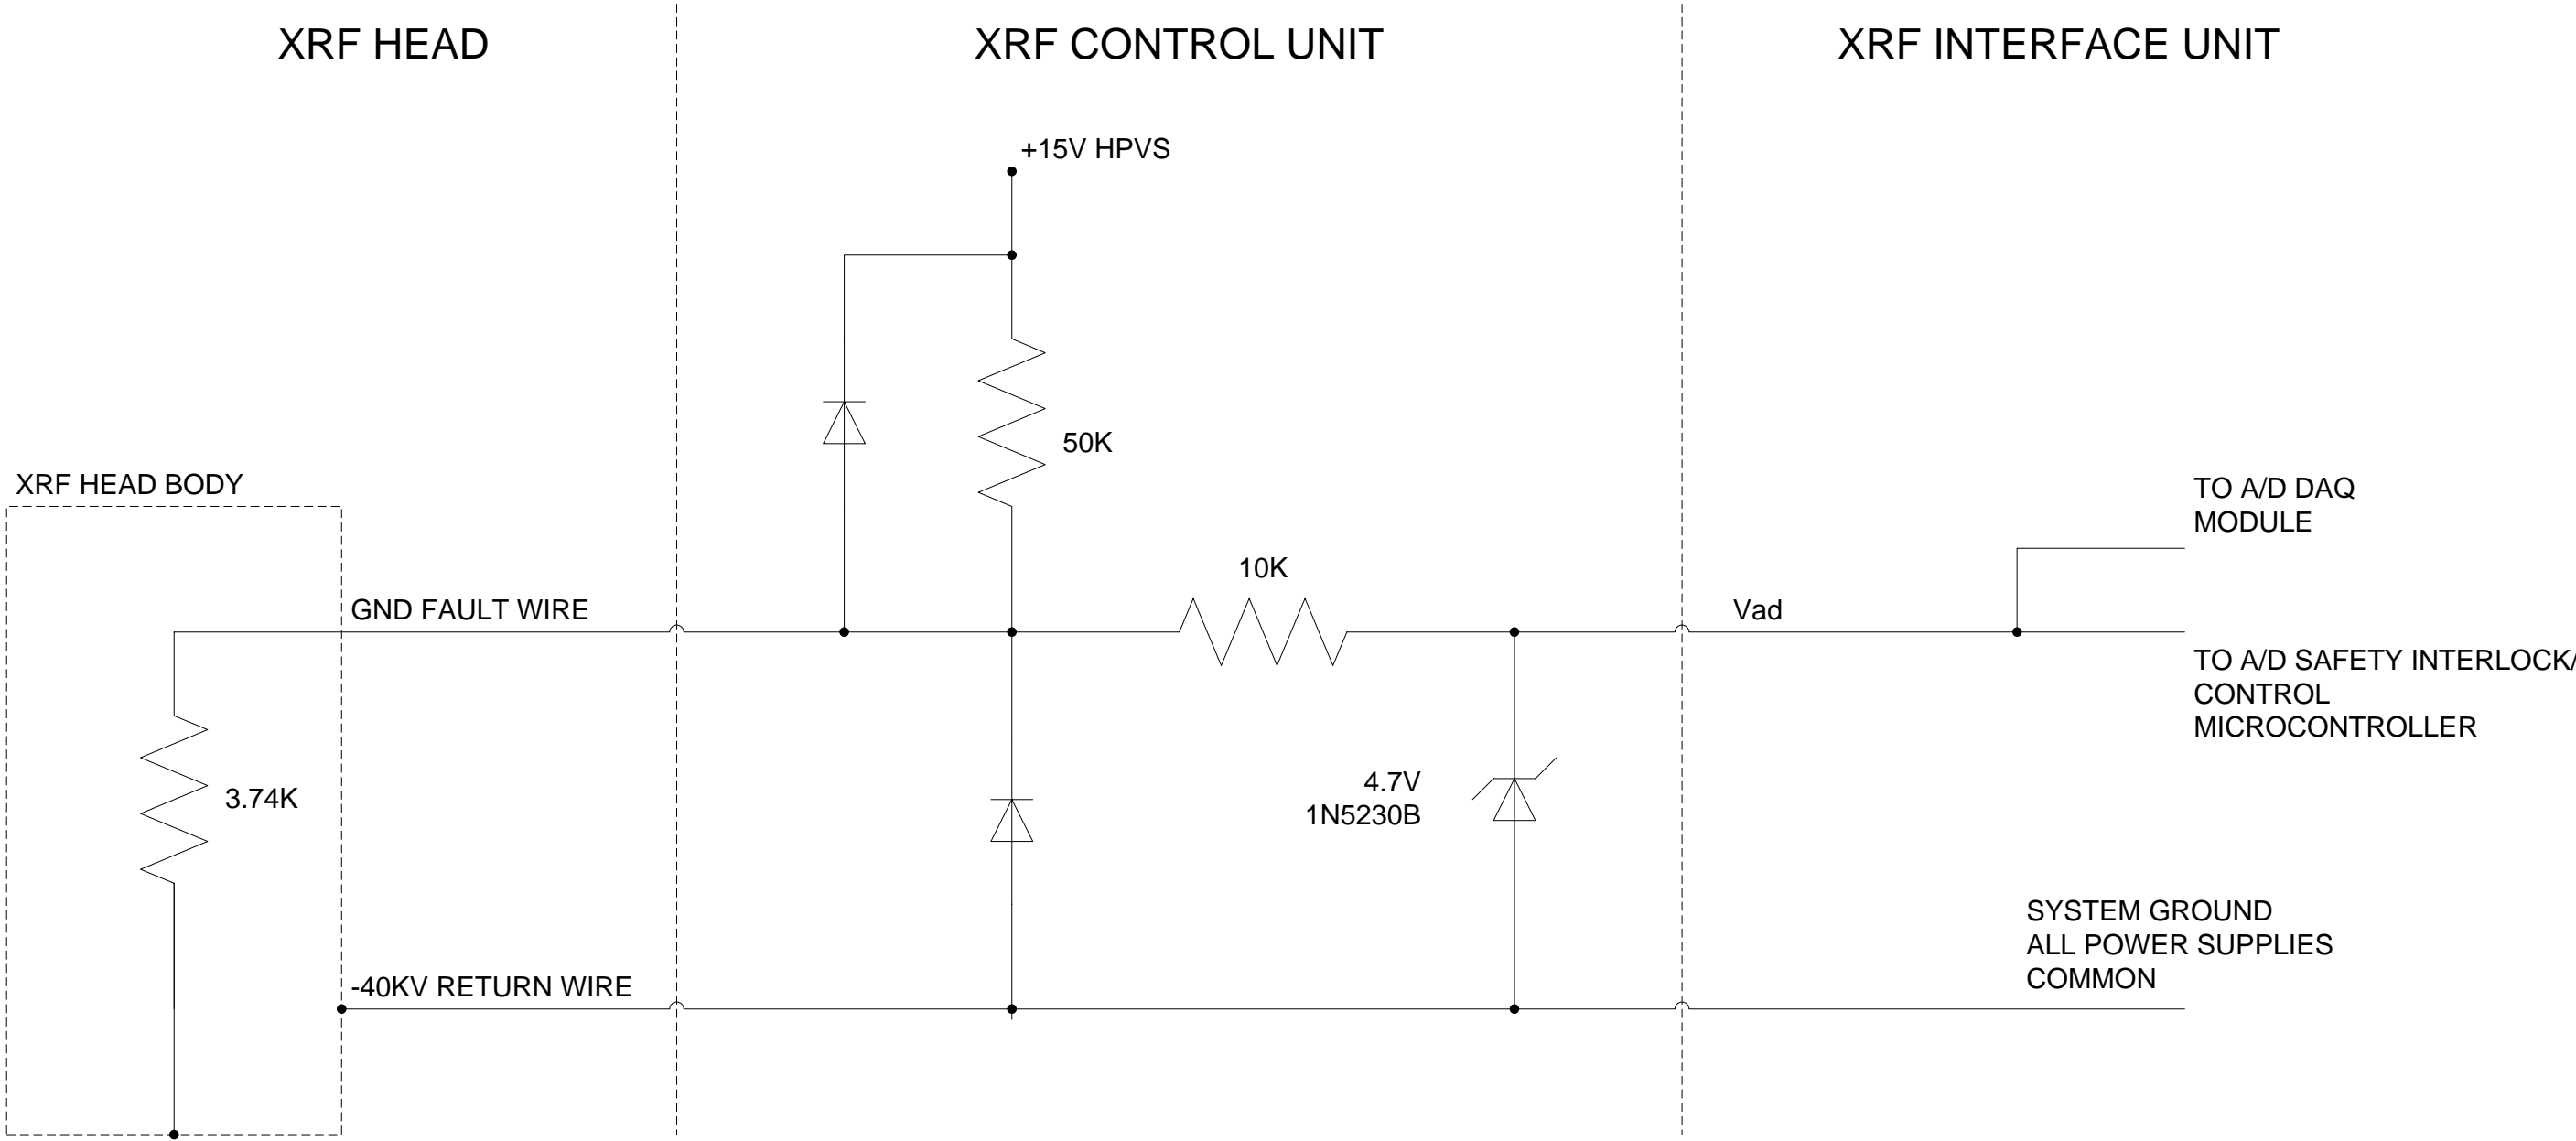 XRF HEAD
XRF CONTROL UNIT
XRF INTERFACE UNIT
+15V HPVS
50K
XRF HEAD BODY
TO A/D DAQ
MODULE
10K
GND FAULT WIRE
Vad
TO A/D SAFETY INTERLOCK/
CONTROL
MICROCONTROLLER
3.74K
4.7V
1N5230B
SYSTEM GROUND
ALL POWER SUPPLIES
COMMON
-40KV RETURN WIRE